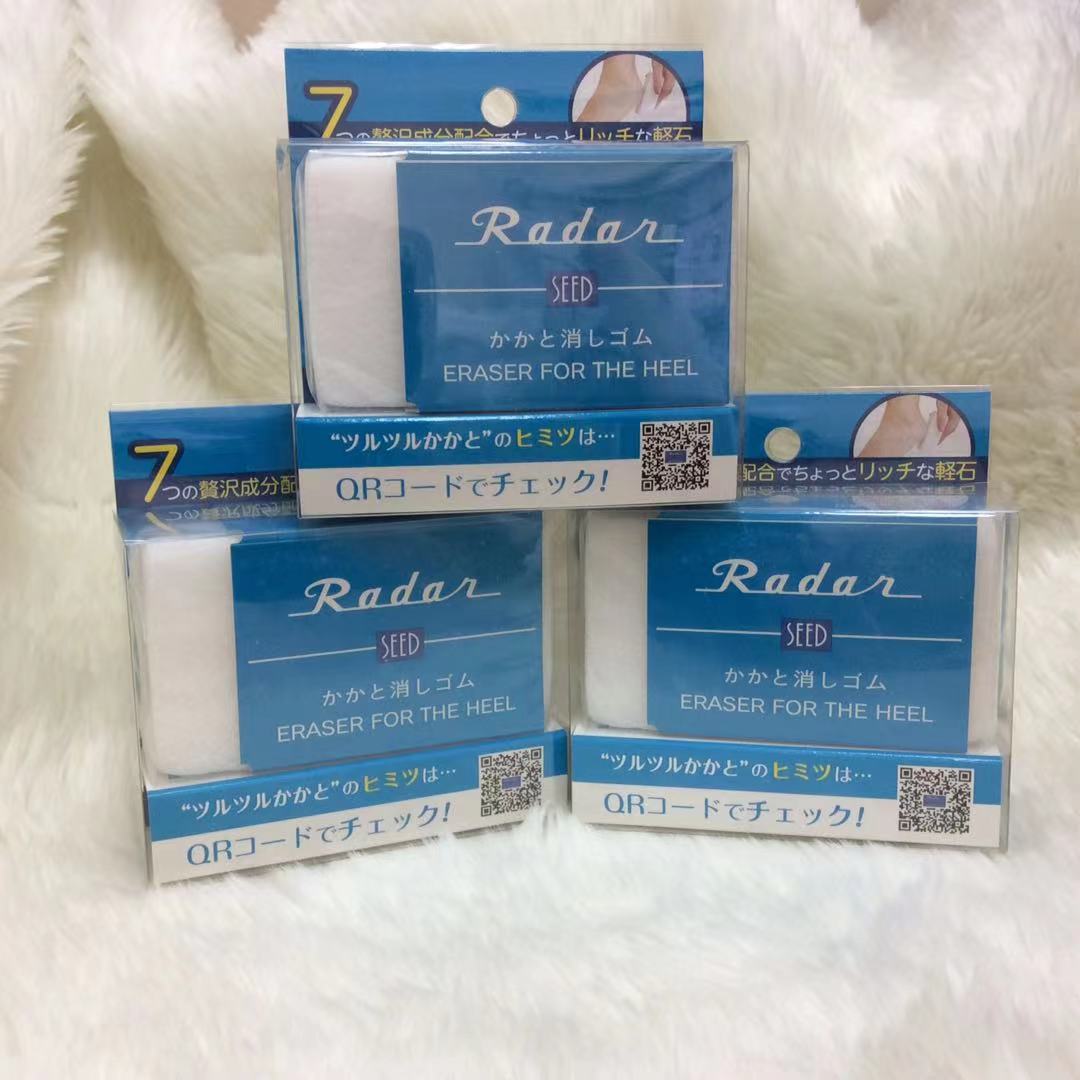 7つの贅沢成分配合でちょっとリッチな軽石
Radar
SEED
かかと消しゴム
ERASER FOR THE HEEL
“ツルツルかかと”のヒミツは…
QRコードでチェック!
7つの贅沢成分配
Radar
SEED
かかと消しゴム
ERASER FOR THE HEEL
“ツルツルかかと”のヒミツは…
QRコードでチェック!
配合でちょっとリッチな軽石
Radar
SEED
かかと消しゴム
ERASER FOR THE HEEL
“ツルツルかかと”のヒミツは…
QRコードでチェック!